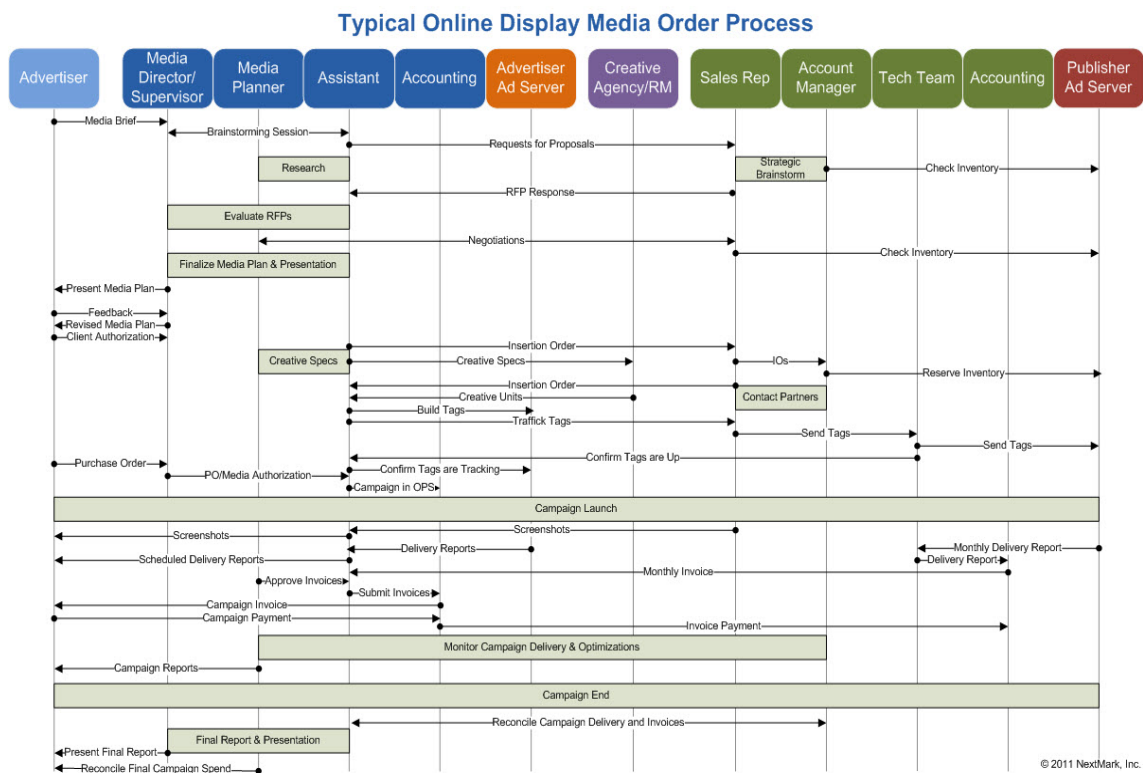 Typical Online Display Media Order Process
Advertiser
Media
Director/
Supervisor
Media
Planner
Assistant
Accounting
Advertiser
Ad Server
Creative
Agency/RM
Sales Rep
Account
Manager
Tech Team
Accounting
Publisher
Ad Server
Media Brief
Brainstorming Session
Requests for Proposals
Research
Strategic
Brainstorm
Check Inventory
RFP Response
Evaluate RFPs
Negotiations
Check Inventory
Finalize Media Plan & Presentation
Present Media Plan
Feedback
Revised Media Plan
Client Authorization
Insertion Order
Creative Specs
Creative Specs
IOs
Reserve Inventory
Insertion Order
Creative Units
Contact Partners
Build Tags
Traffick Tags
Send Tags
Send Tags
Confirm Tags are Up
Purchase Order
Confirm Tags are Tracking
PO/Media Authorization
Campaign in OPS
Campaign Launch
Screenshots
Screenshots
Delivery Reports
Monthly Delivery Report
Scheduled Delivery Reports
Delivery Report
Monthly Invoice
Approve Invoices
Submit Invoices
Campaign Invoice
Campaign Payment
Invoice Payment
Monitor Campaign Delivery & Optimizations
Campaign Reports
Campaign End
Reconcile Campaign Delivery and Invoices
Final Report & Presentation
Present Final Report
Reconcile Final Campaign Spend
© 2011 NextMark, Inc.